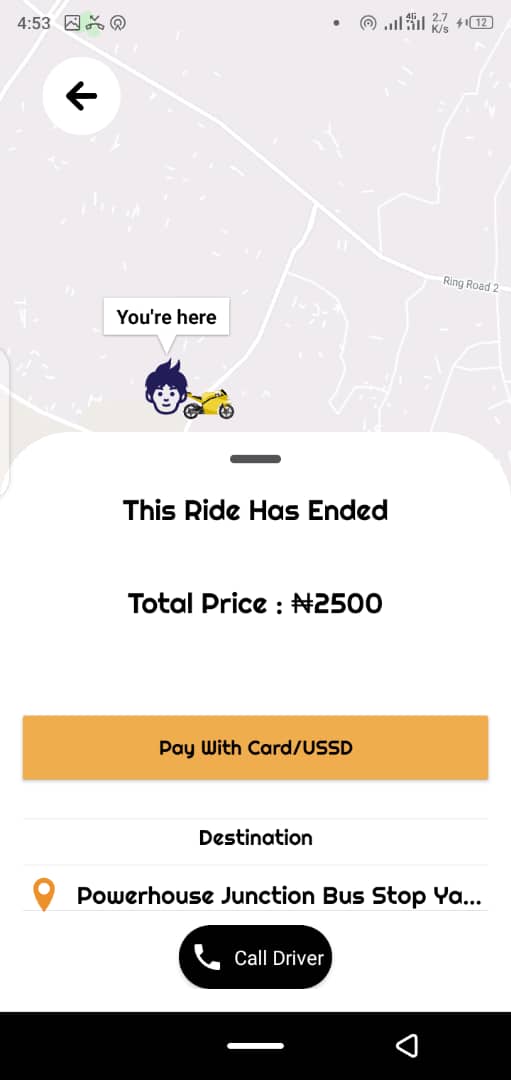 4:53
4G 2.7 K/s 12
Ring Road 2
You're here
This Ride Has Ended
Total Price : ₦2500
Pay With Card/USSD
Destination
Powerhouse Junction Bus Stop Ya...
Call Driver